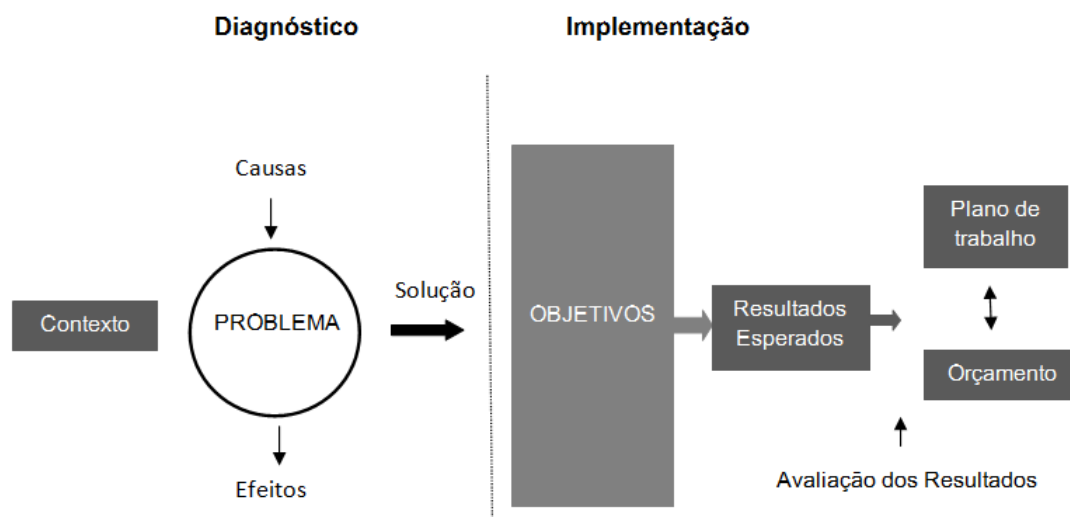 Diagnóstico
Implementação
Causas
Contexto
PROBLEMA
Solução
Efeitos
OBJETIVOS
Resultados
Esperados
Plano de
trabalho
Orçamento
Avaliação dos Resultados